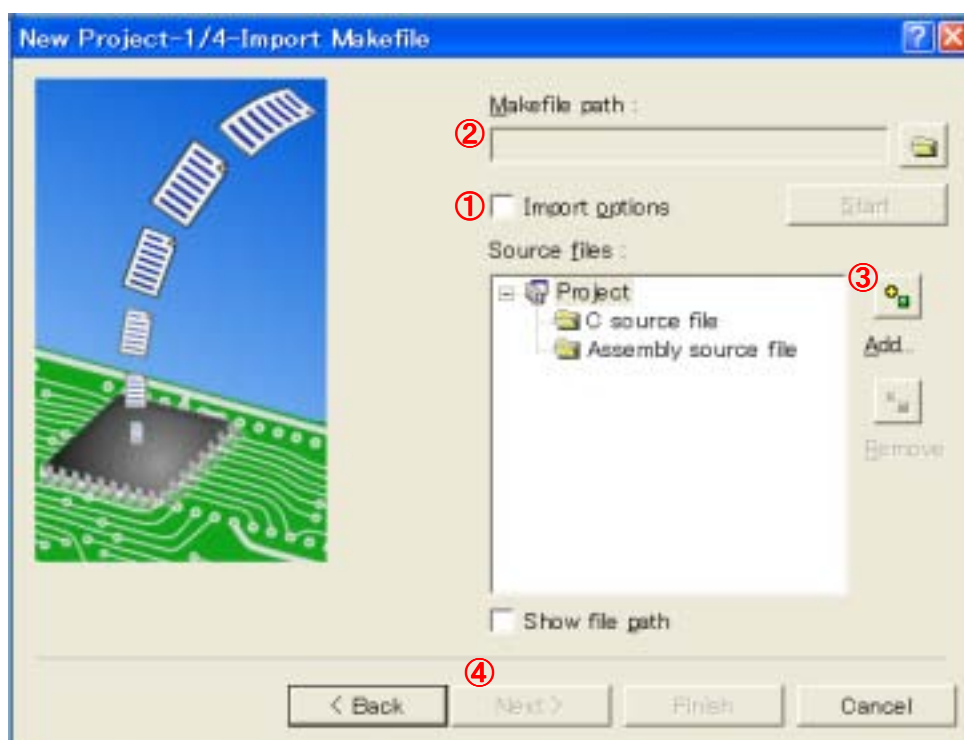 New Project-1/4-Import Makefile
Makefile path :
②
① Import options
Start
Source files :
Project
C source file
Assembly source file
③
Add...
Remove
Show file path
④
< Back
Next >
Finish
Cancel